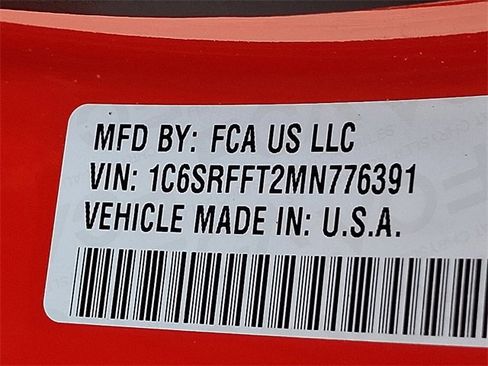 MFD BY: FCA US LLC
VIN: 1C6SRFFT2MN776391
VEHICLE MADE IN: U.S.A.